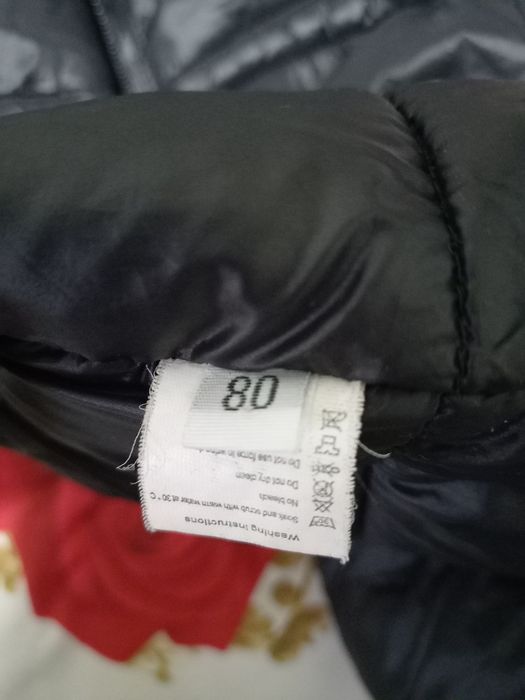 80
Washing Instructions
Soak and scrub with warm water at 30°C
No bleach
Do not dry clean
Do not use force in